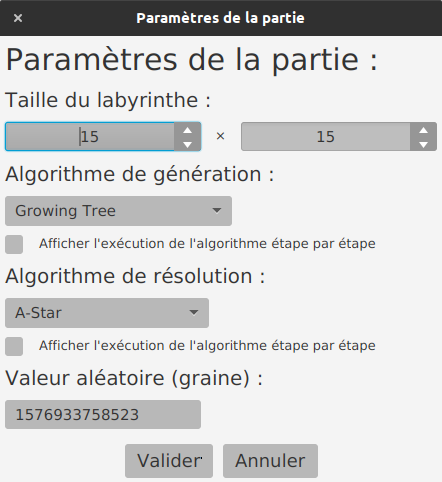 Paramètres de la partie
Paramètres de la partie :
Taille du labyrinthe :
15 × 15
Algorithme de génération :
Growing Tree
Afficher l'exécution de l'algorithme étape par étape
Algorithme de résolution :
A-Star
Afficher l'exécution de l'algorithme étape par étape
Valeur aléatoire (graine) :
1576933758523
Valider Annuler